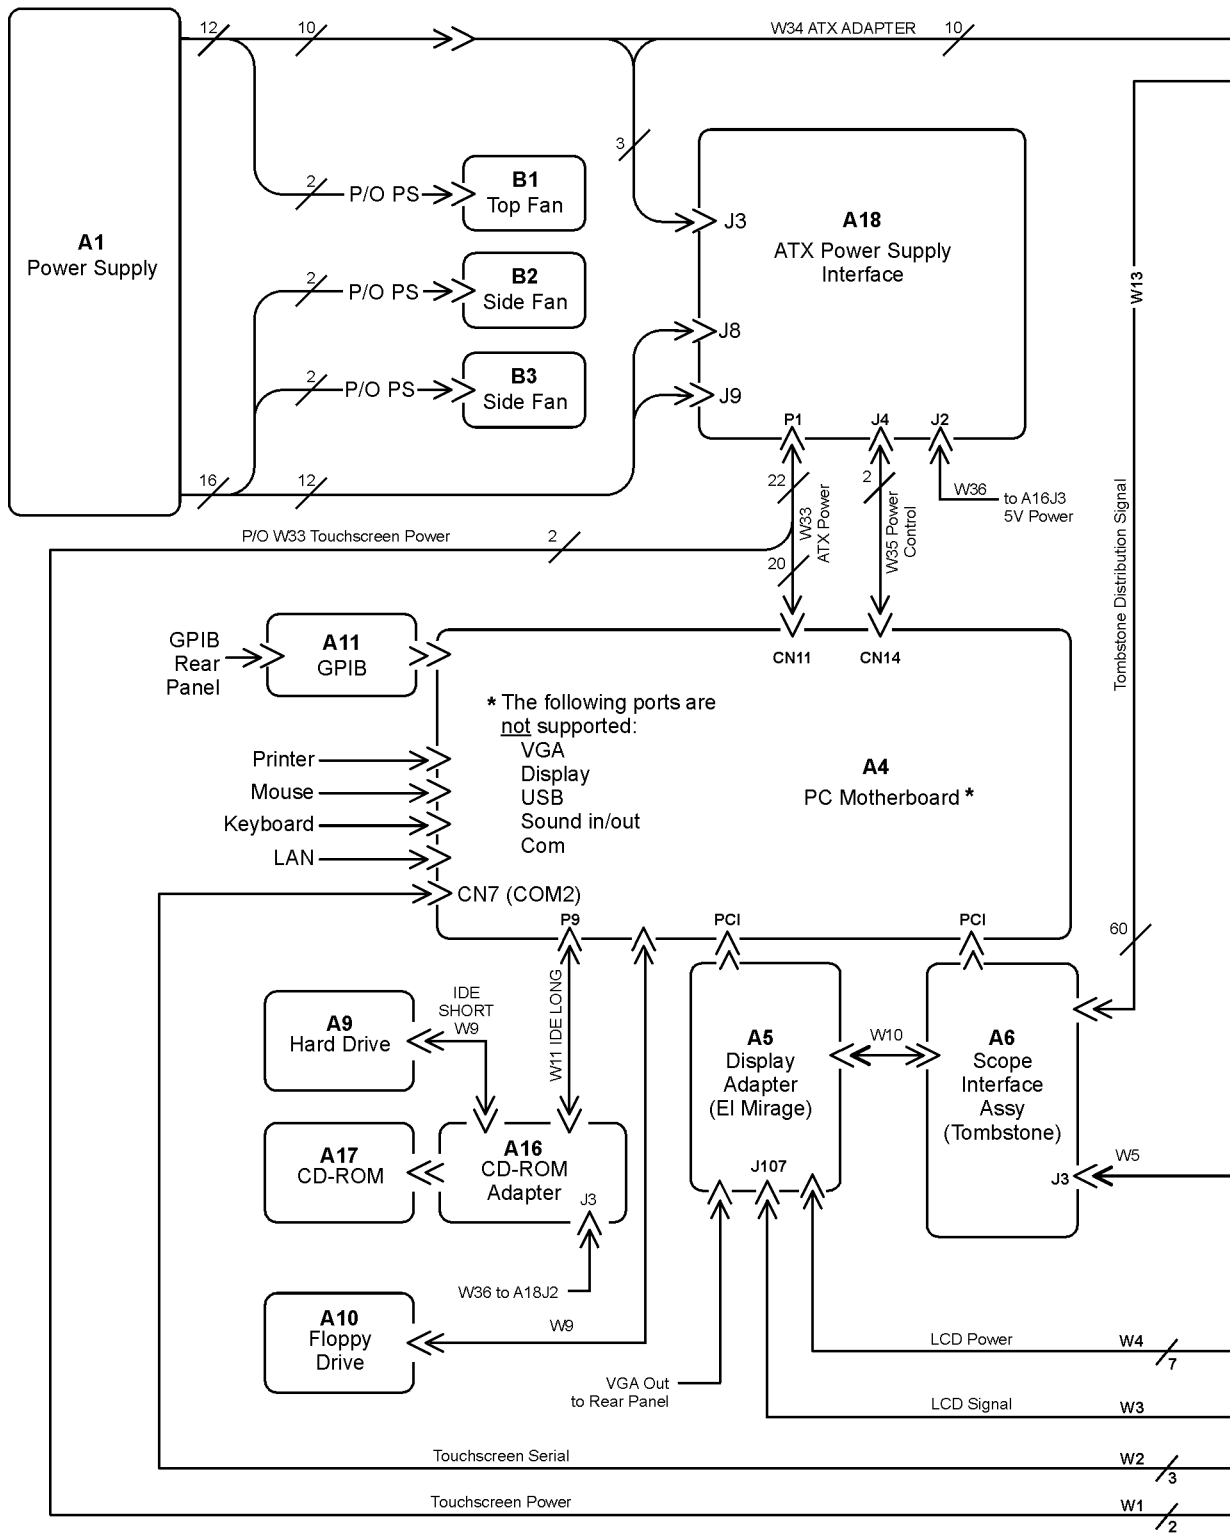 12
10
W34 ATX ADAPTER
10
3
A1
Power Supply
2
P/O PS
B1
Top Fan
J3
A18
ATX Power Supply
Interface
2
P/O PS
B2
Side Fan
J8
2
P/O PS
B3
Side Fan
J9
P1
J4
J2
16
12
22
2
W36
to A16J3
5V Power
W33
ATX Power
W35 Power
Control
W13
Tombstone Distribution Signal
P/O W33 Touchscreen Power
2
20
GPIB
Rear
Panel
A11
GPIB
CN11
CN14
* The following ports are
not supported:
VGA
Display
USB
Sound in/out
Com
A4
PC Motherboard *
Printer
Mouse
Keyboard
LAN
CN7 (COM2)
P9
PCI
PCI
60
IDE
SHORT
W9
W11 IDE LONG
A9
Hard Drive
A5
Display
Adapter
(El Mirage)
W10
A6
Scope
Interface
Assy
(Tombstone)
A17
CD-ROM
A16
CD-ROM
Adapter
J3
J107
J3
W5
W36 to A18J2
A10
Floppy
Drive
W9
VGA Out
to Rear Panel
LCD Power
W4
7
LCD Signal
W3
Touchscreen Serial
W2
3
Touchscreen Power
W1
2